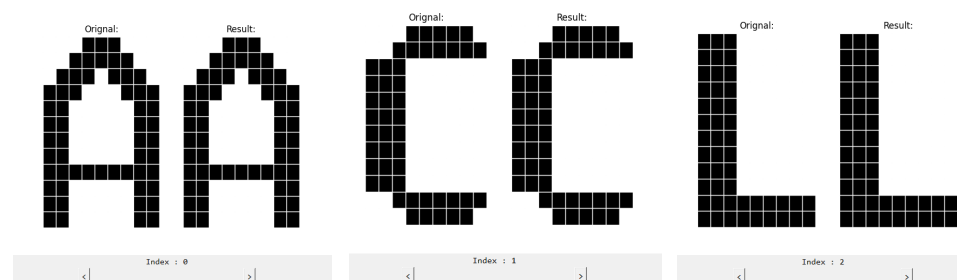 Orignal: Result:
A A
Index : 0
< >
Orignal: Result:
C C
Index : 1
< >
Orignal: Result:
L L
Index : 2
< >